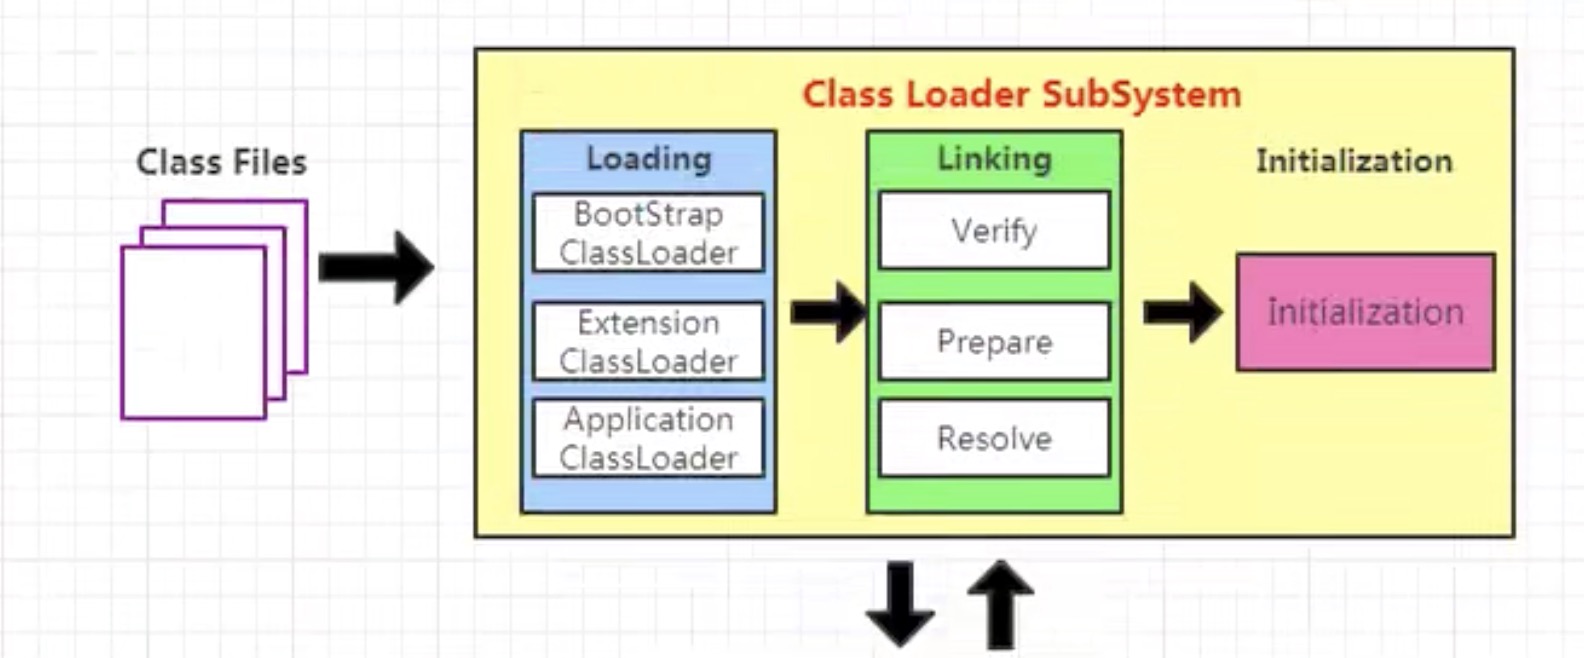 Class Loader SubSystem
Class Files
Loading
BootStrap
ClassLoader
Extension
ClassLoader
Application
ClassLoader
Linking
Verify
Prepare
Resolve
Initialization
Initialization